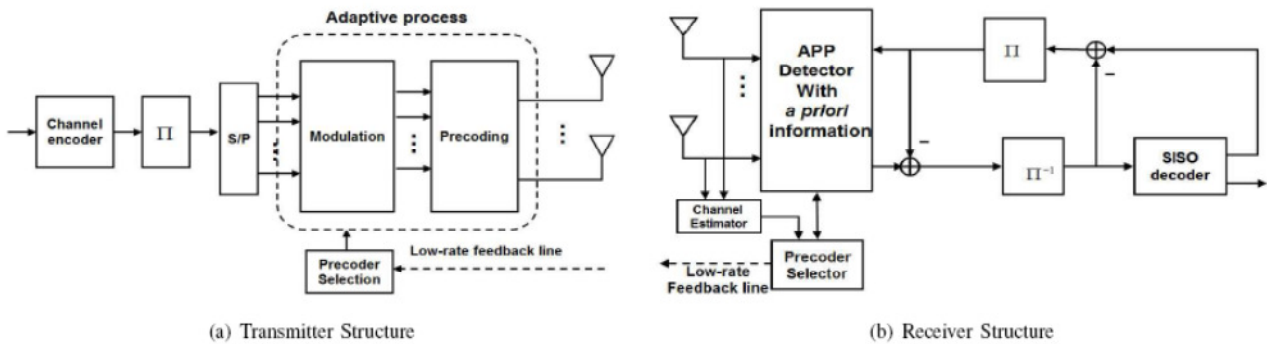 Adaptive process
Channel
encoder
Π
S/P
Modulation
Precoding
Precoder
Selection
Low-rate feedback line
(a) Transmitter Structure
APP
Detector
With
a priori
information
Π
−
−
Π⁻¹
SISO
decoder
Channel
Estimator
Precoder
Selector
Low-rate
Feedback line
(b) Receiver Structure